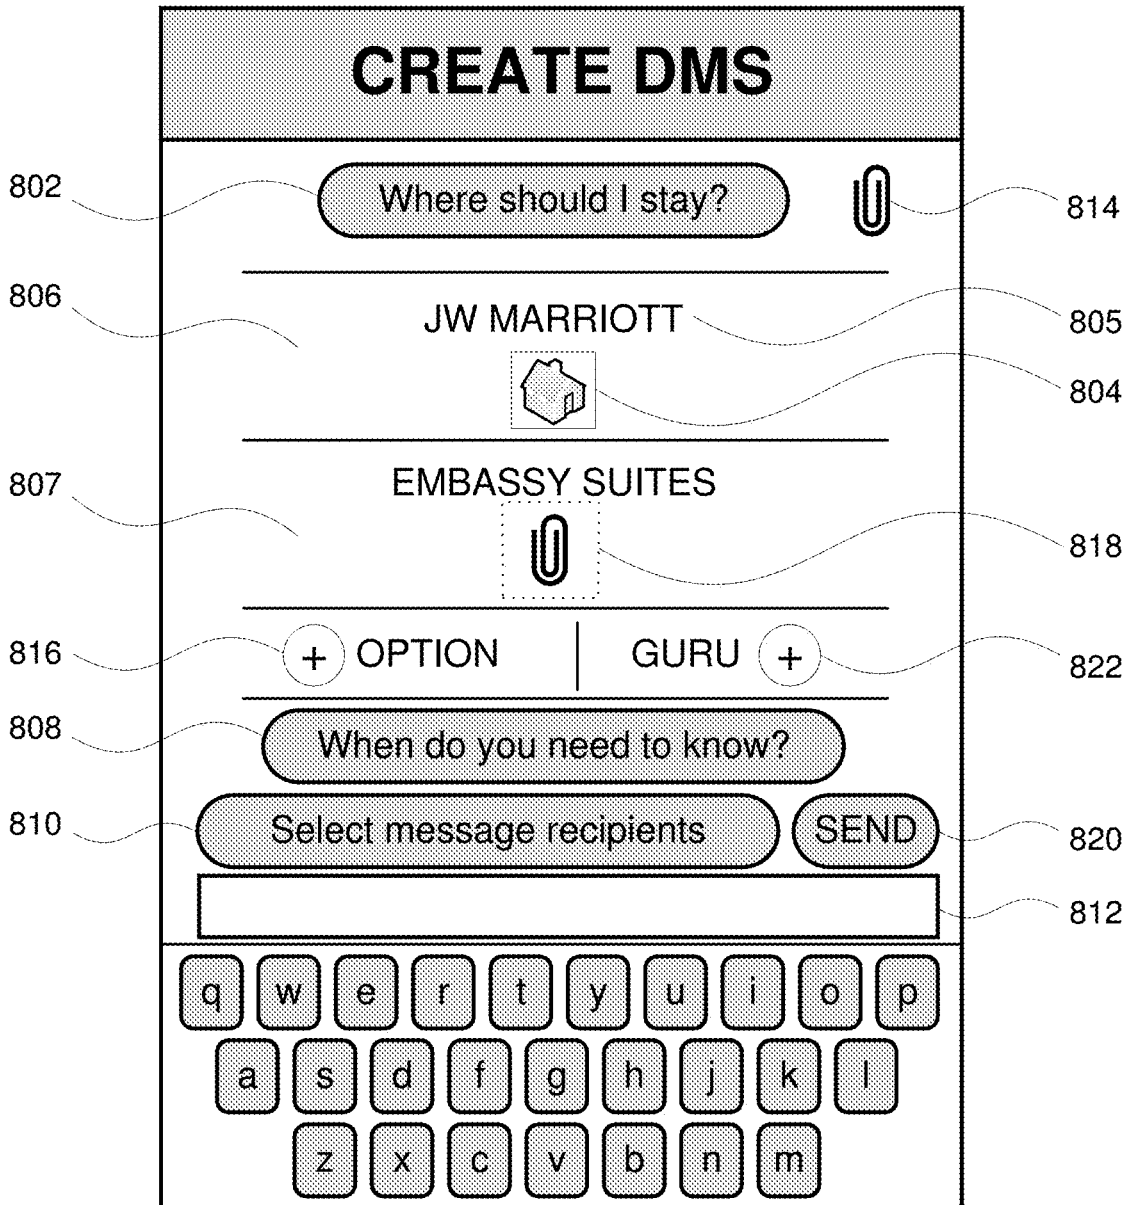 CREATE DMS
802
Where should I stay?
814
806
JW MARRIOTT
805
804
807
EMBASSY SUITES
818
816
+ OPTION
GURU +
822
808
When do you need to know?
810
Select message recipients
SEND
820
812
q w e r t y u i o p
a s d f g h j k l
z x c v b n m